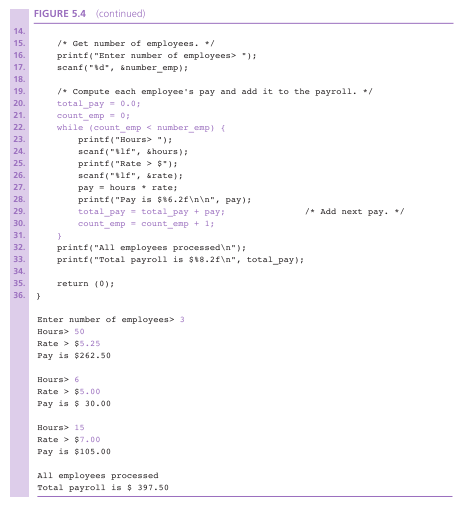 FIGURE 5.4 (continued)
14.
15. /* Get number of employees. */
16. printf("Enter number of employees> ");
17. scanf("%d", &number_emp);
18.
19. /* Compute each employee's pay and add it to the payroll. */
20. total_pay = 0.0;
21. count_emp = 0;
22. while (count_emp < number_emp) {
23. printf("Hours> ");
24. scanf("%lf", &hours);
25. printf("Rate > $");
26. scanf("%lf", &rate);
27. pay = hours * rate;
28. printf("Pay is $%6.2f\n\n", pay);
29. total_pay = total_pay + pay; /* Add next pay. */
30. count_emp = count_emp + 1;
31. }
32. printf("All employees processed\n");
33. printf("Total payroll is $%8.2f\n", total_pay);
34.
35. return (0);
36. }
Enter number of employees> 3
Hours> 50
Rate > $5.25
Pay is $262.50
Hours> 6
Rate > $5.00
Pay is $ 30.00
Hours> 15
Rate > $7.00
Pay is $105.00
All employees processed
Total payroll is $ 397.50